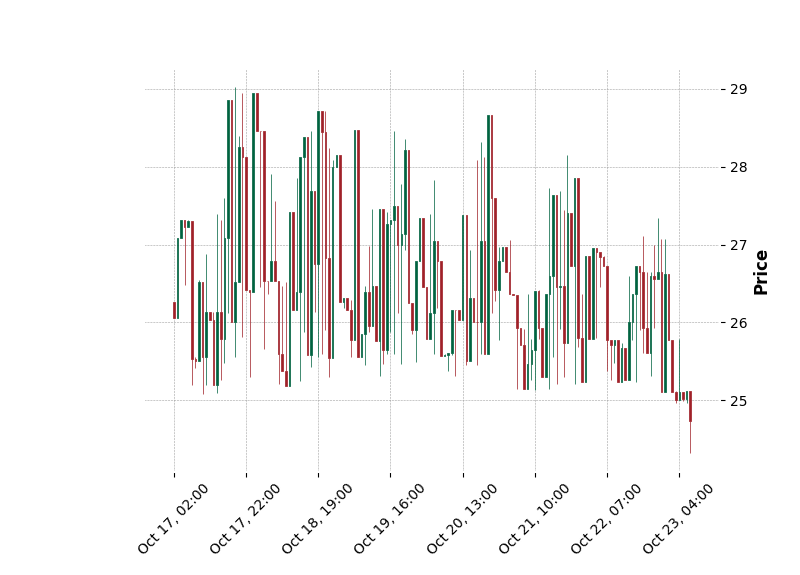 29
28
27
26
25
Price
Oct 17, 02:00
Oct 17, 22:00
Oct 18, 19:00
Oct 19, 16:00
Oct 20, 13:00
Oct 21, 10:00
Oct 22, 07:00
Oct 23, 04:00